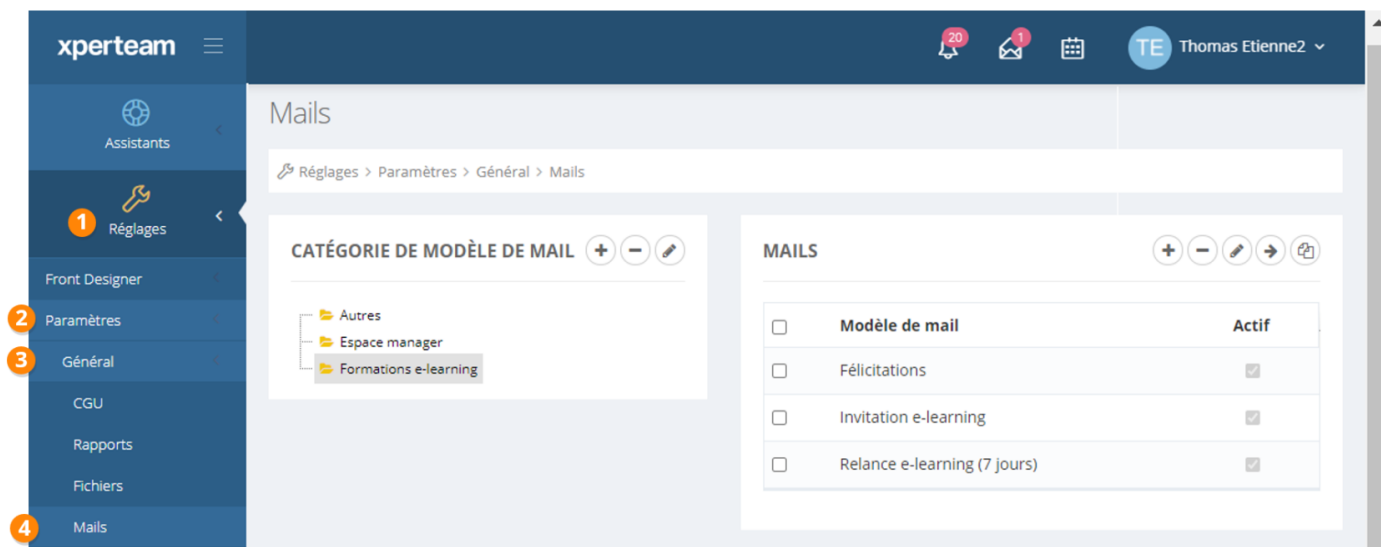 xperteam
20
1
TE
Thomas Etienne2
Assistants
1
Réglages
Front Designer
2
Paramètres
3
Général
CGU
Rapports
Fichiers
4
Mails
Mails
Réglages > Paramètres > Général > Mails
CATÉGORIE DE MODÈLE DE MAIL
Autres
Espace manager
Formations e-learning
MAILS
Modèle de mail Actif
Félicitations
Invitation e-learning
Relance e-learning (7 jours)